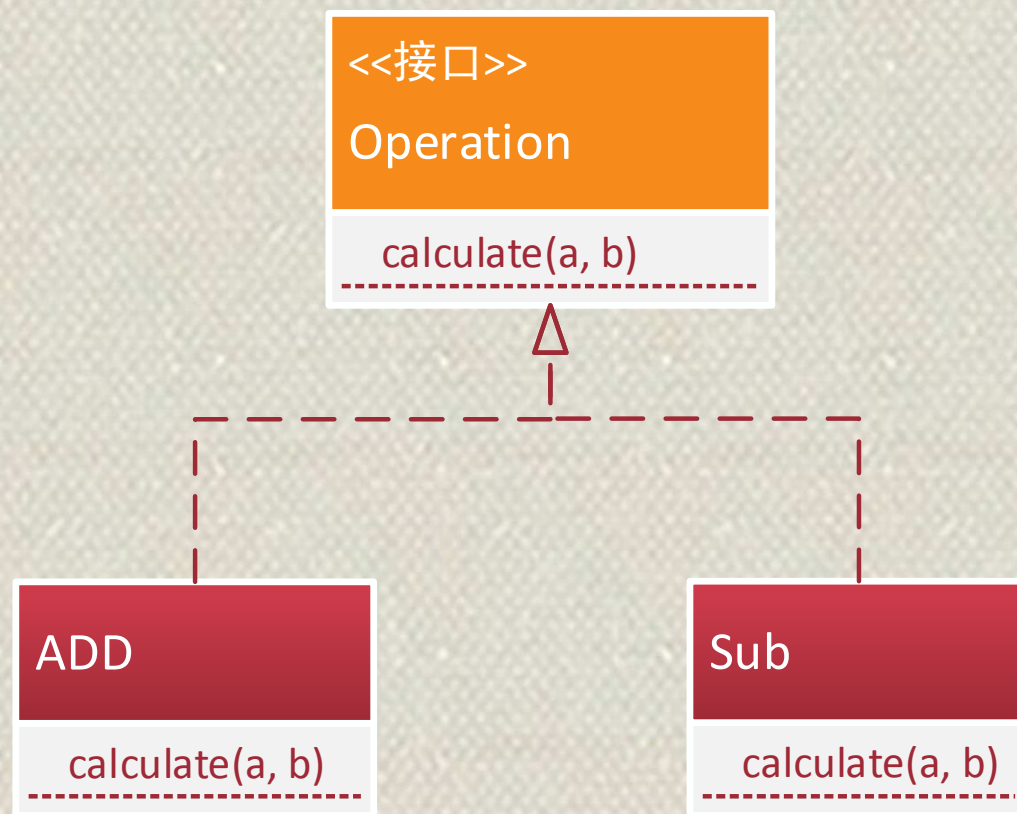 <<接口>>
Operation
calculate(a, b)
ADD
calculate(a, b)
Sub
calculate(a, b)